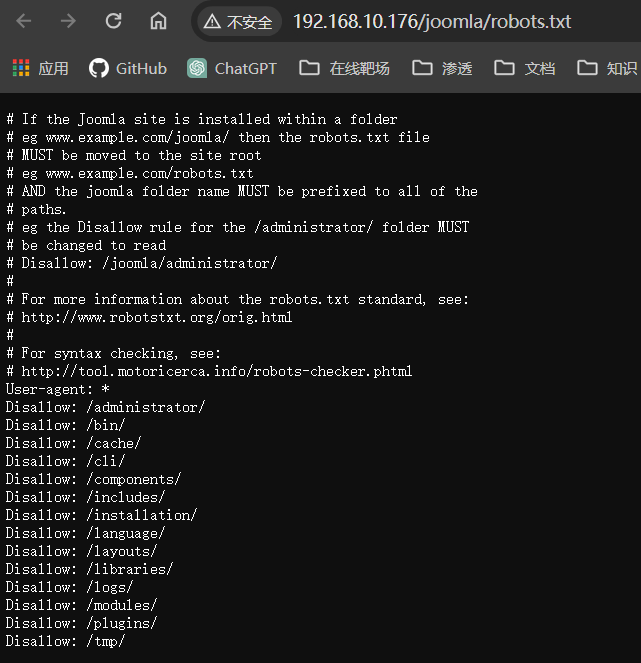 不安全
192.168.10.176/joomla/robots.txt
应用
GitHub
ChatGPT
在线靶场
渗透
文档
知识
# If the Joomla site is installed within a folder
# eg www.example.com/joomla/ then the robots.txt file
# MUST be moved to the site root
# eg www.example.com/robots.txt
# AND the joomla folder name MUST be prefixed to all of the
# paths.
# eg the Disallow rule for the /administrator/ folder MUST
# be changed to read
# Disallow: /joomla/administrator/
#
# For more information about the robots.txt standard, see:
# http://www.robotstxt.org/orig.html
#
# For syntax checking, see:
# http://tool.motoricerca.info/robots-checker.phtml
User-agent: *
Disallow: /administrator/
Disallow: /bin/
Disallow: /cache/
Disallow: /cli/
Disallow: /components/
Disallow: /includes/
Disallow: /installation/
Disallow: /language/
Disallow: /layouts/
Disallow: /libraries/
Disallow: /logs/
Disallow: /modules/
Disallow: /plugins/
Disallow: /tmp/